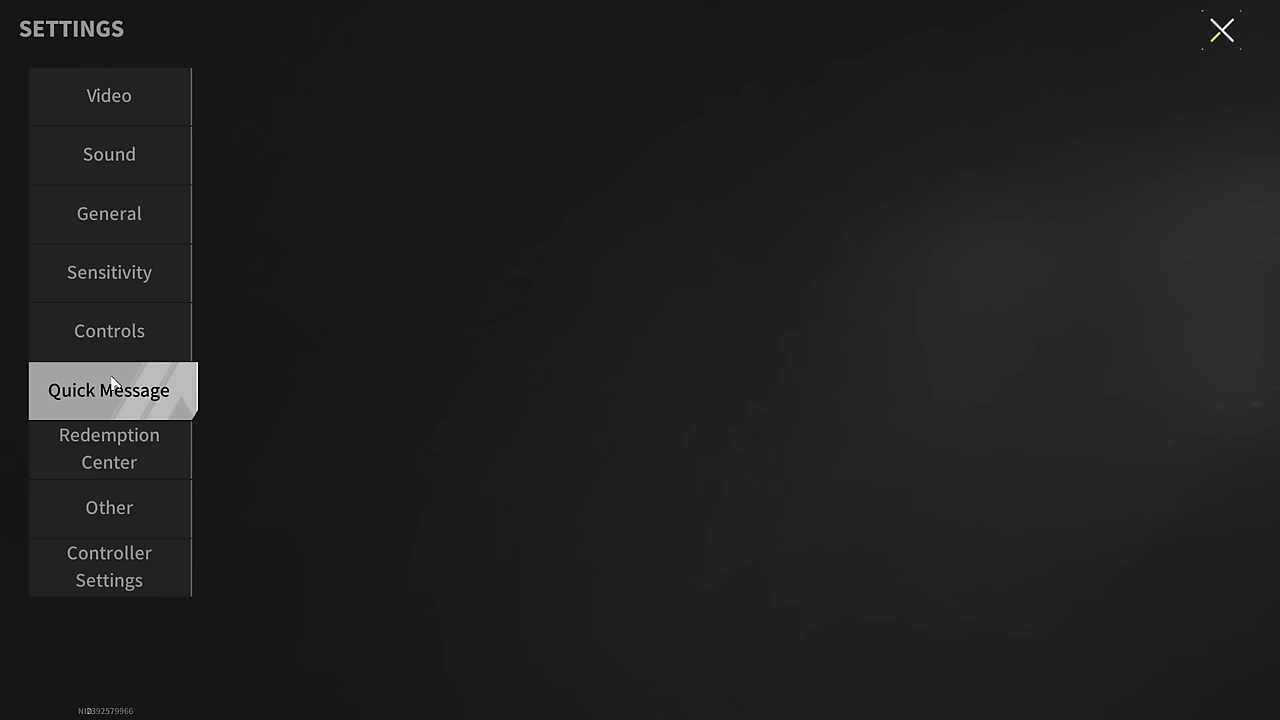 SETTINGS
Video
Sound
General
Sensitivity
Controls
Quick Message
Redemption
Center
Other
Controller
Settings